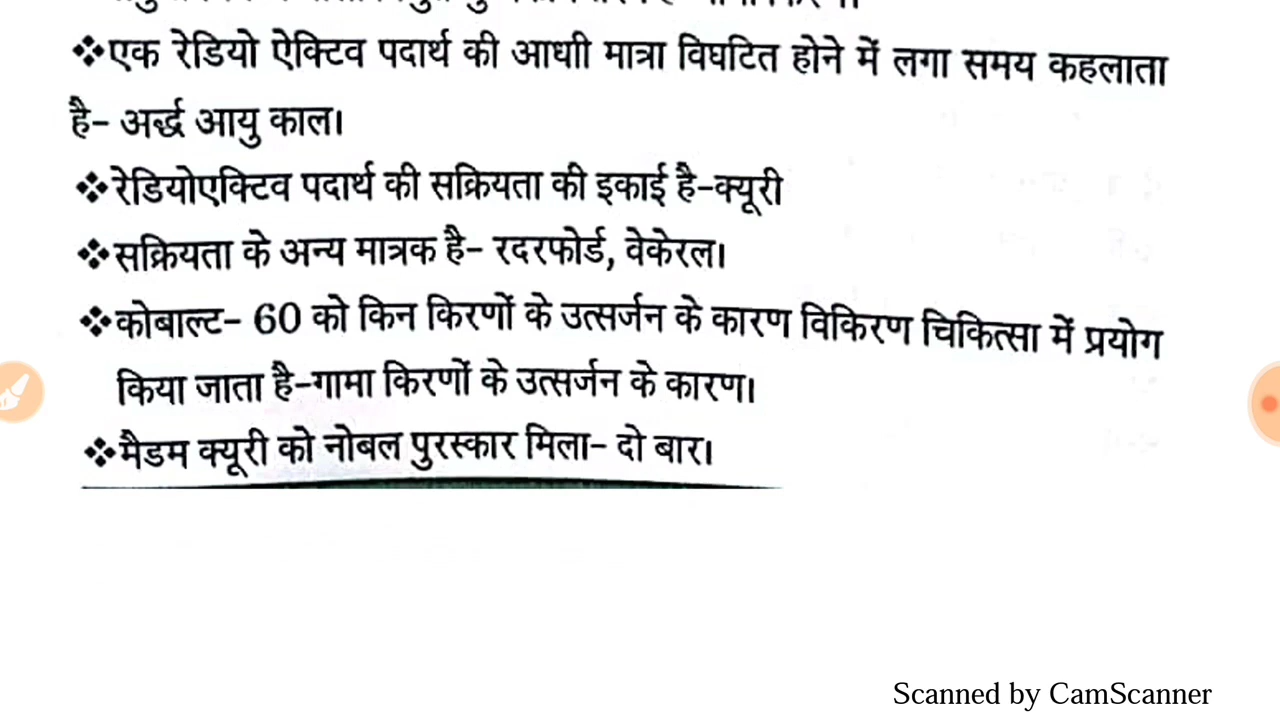 ❖एक रेडियो ऐक्टिव पदार्थ की आधाी मात्रा विघटित होने में लगा समय कहलाता
है- अर्द्ध आयु काल।
❖रेडियोएक्टिव पदार्थ की सक्रियता की इकाई है-क्यूरी
❖सक्रियता के अन्य मात्रक है- रदरफोर्ड, वेकेरल।
❖कोबाल्ट- 60 को किन किरणों के उत्सर्जन के कारण विकिरण चिकित्सा में प्रयोग
किया जाता है-गामा किरणों के उत्सर्जन के कारण।
❖मैडम क्यूरी को नोबल पुरस्कार मिला- दो बार।
Scanned by CamScanner